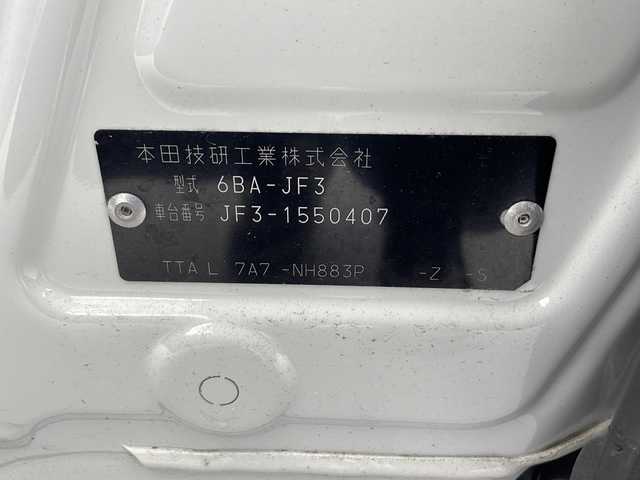 本田技研工業株式会社
型式 6BA-JF3
車台番号 JF3-1550407
TTA L 7A7 -NH883P -Z -S